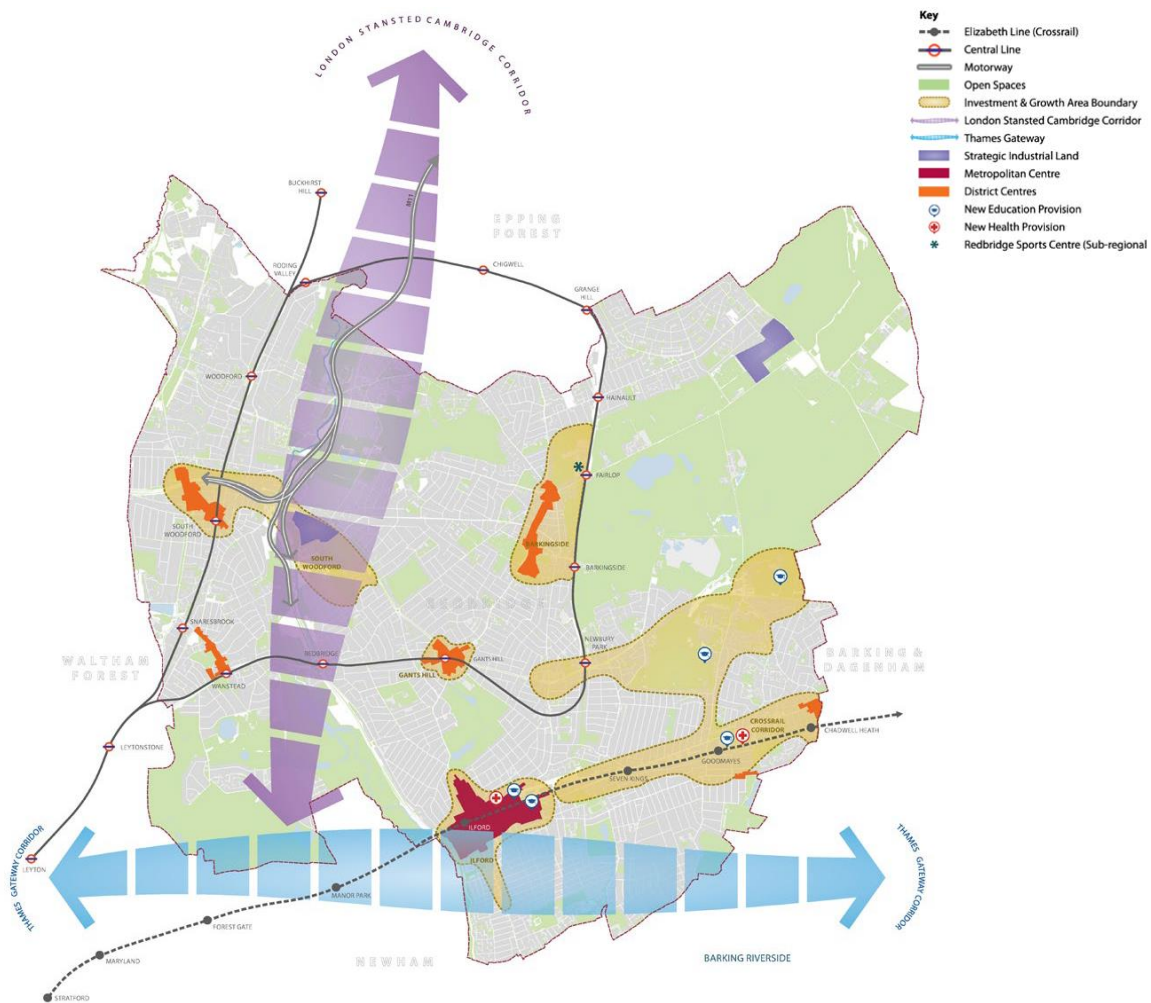 LONDON STANSTED CAMBRIDGE CORRIDOR
Key
Elizabeth Line (Crossrail)
Central Line
Motorway
Open Spaces
Investment & Growth Area Boundary
London Stansted Cambridge Corridor
Thames Gateway
Strategic Industrial Land
Metropolitan Centre
District Centres
New Education Provision
New Health Provision
Redbridge Sports Centre (Sub-regional
BUCKHIRST
HILL
M11
EPPING
FOREST
RODING
VALLEY
CHIGWELL
GRANGE
HILL
WOODFORD
HAINAULT
FAIRLOP
SOUTH
WOODFORD
BARKINGSIDE
SOUTH
WOODFORD
BARKINGSIDE
REDBRIDGE
SNARESBROOK
WALTHAM
FOREST
REDBRIDGE
GANTS HILL
NEWBURY
PARK
BARKING &
DAGENHAM
WANSTEAD
GANTS HILL
CROSSRAIL
CORRIDOR
CHADWELL HEATH
LEYTONSTONE
GOODMAYES
SEVEN KINGS
ILFORD
THAMES GATEWAY CORRIDOR
LEYTON
ILFORD
THAMES GATEWAY CORRIDOR
MANOR PARK
FOREST GATE
MARYLAND
NEWHAM
BARKING RIVERSIDE
STRATFORD